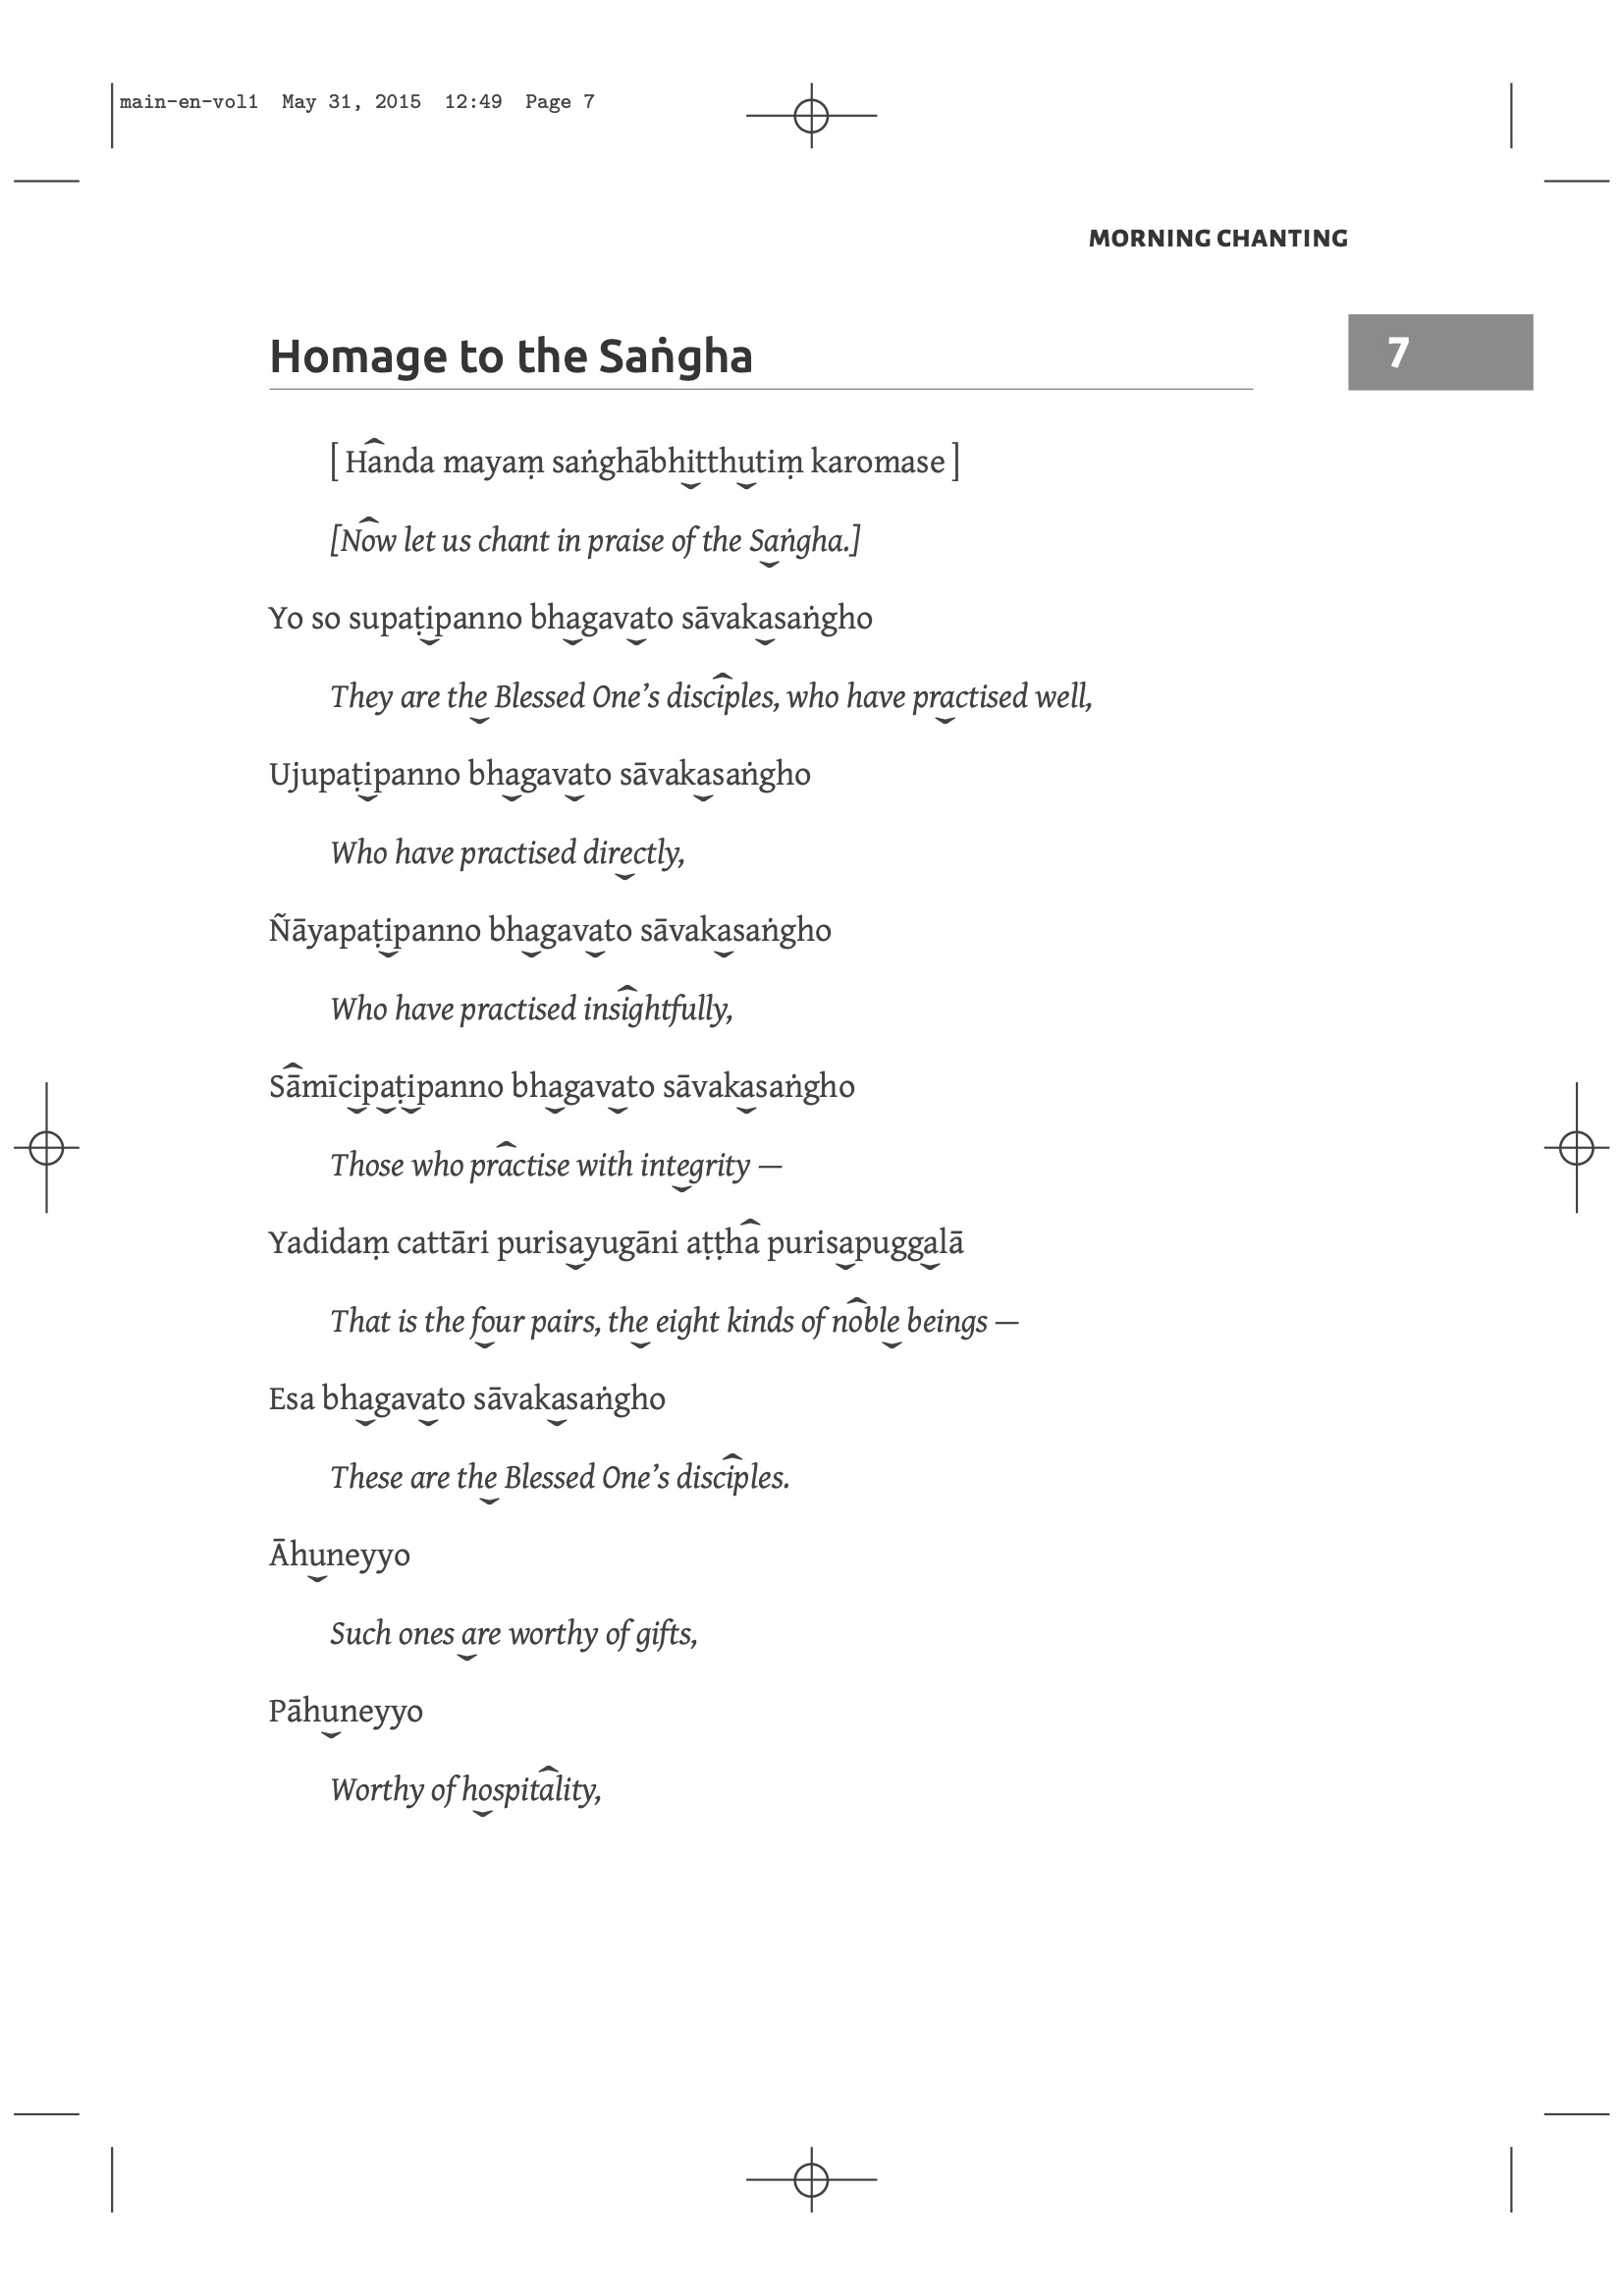 main-en-vol1 May 31, 2015 12:49 Page 7
MORNING CHANTING
7
Homage to the Saṅgha
[ Handa mayaṃ saṅghābhitthutiṃ karomase ]
[Now let us chant in praise of the Saṅgha.]
Yo so supaṭipanno bhagavato sāvakasaṅgho
They are the Blessed One’s disciples, who have practised well,
Ujupaṭipanno bhagavato sāvakasaṅgho
Who have practised directly,
Ñāyapaṭipanno bhagavato sāvakasaṅgho
Who have practised insightfully,
Sāmīcipaṭipanno bhagavato sāvakasaṅgho
Those who practise with integrity —
Yadidaṃ cattāri purisayugāni aṭṭha purisapuggalā
That is the four pairs, the eight kinds of noble beings —
Esa bhagavato sāvakasaṅgho
These are the Blessed One’s disciples.
Āhuneyyo
Such ones are worthy of gifts,
Pāhuneyyo
Worthy of hospitality,